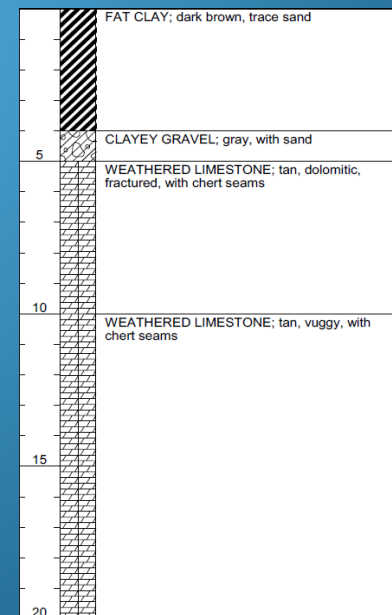 FAT CLAY; dark brown, trace sand
CLAYEY GRAVEL; gray, with sand
5
WEATHERED LIMESTONE; tan, dolomitic,
fractured, with chert seams
10
WEATHERED LIMESTONE; tan, vuggy, with
chert seams
15
20